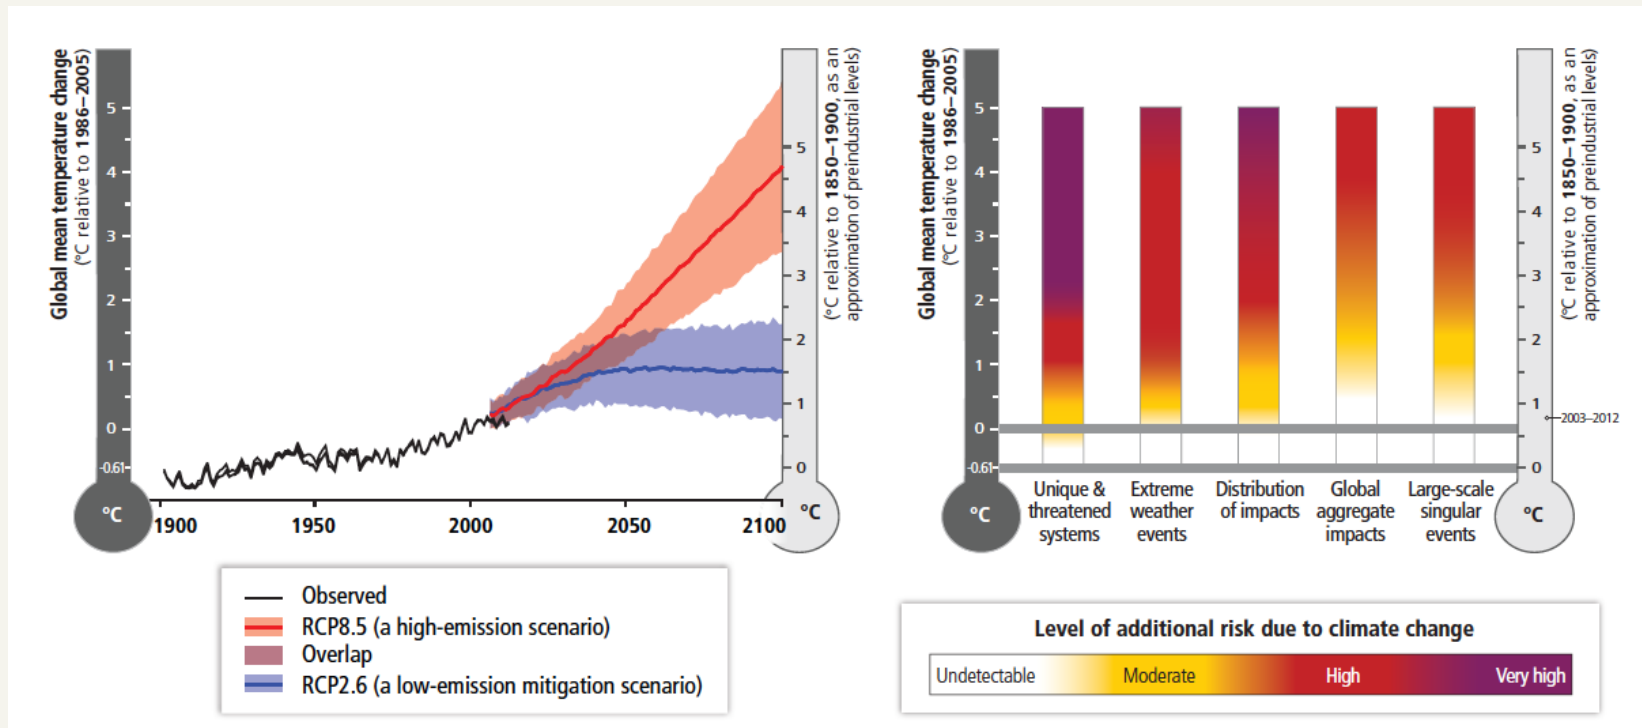 Global mean temperature change
(°C relative to 1986–2005)
5
4
3
2
1
0
-0.61
°C
1900
1950
2000
2050
2100
5
4
3
2
1
0
°C
(°C relative to 1850–1900, as an
approximation of preindustrial levels)
Observed
RCP8.5 (a high-emission scenario)
Overlap
RCP2.6 (a low-emission mitigation scenario)
Global mean temperature change
(°C relative to 1986–2005)
5
4
3
2
1
0
-0.61
°C
Unique &
threatened
systems
Extreme
weather
events
Distribution
of impacts
Global
aggregate
impacts
Large-scale
singular
events
5
4
3
2
1
0
°C
2003–2012
(°C relative to 1850–1900, as an
approximation of preindustrial levels)
Level of additional risk due to climate change
Undetectable
Moderate
High
Very high